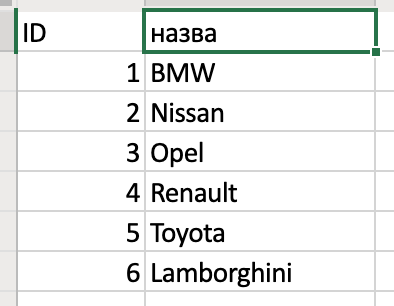 ID назва
1 BMW
2 Nissan
3 Opel
4 Renault
5 Toyota
6 Lamborghini